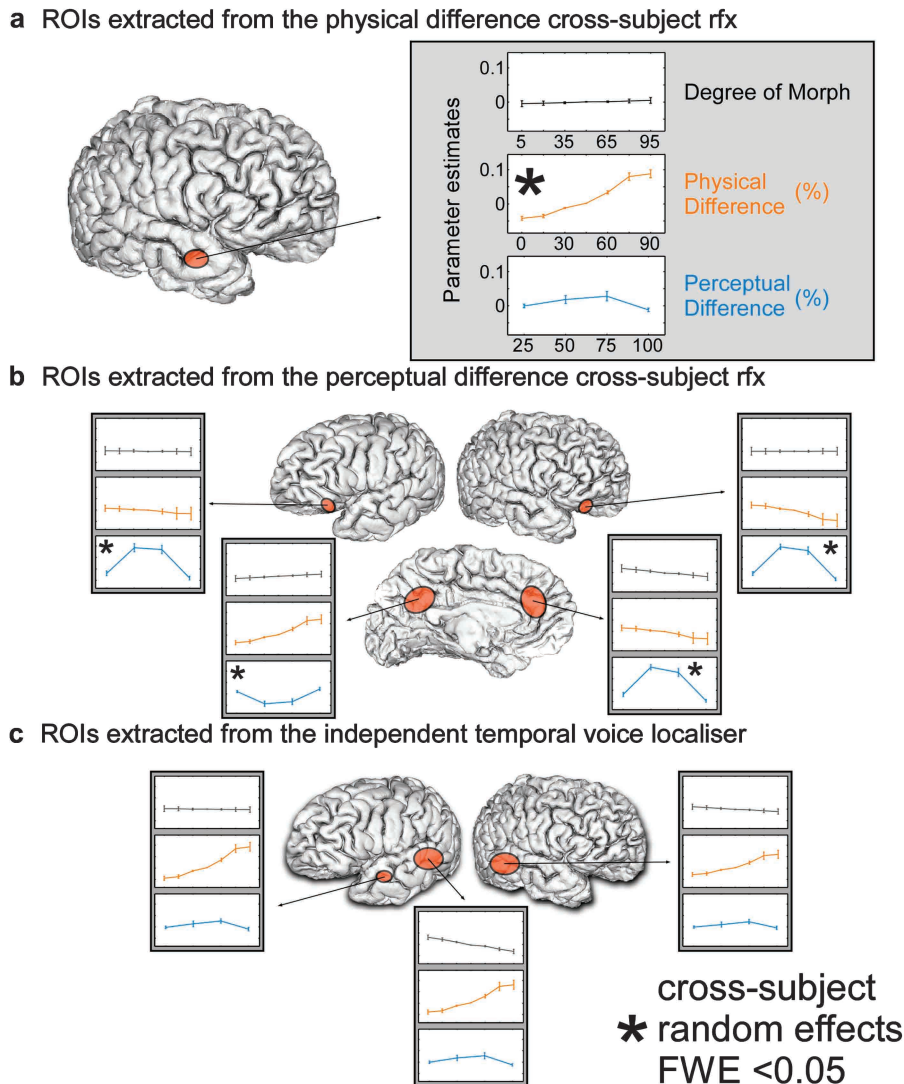 a ROIs extracted from the physical difference cross-subject rfx
Parameter estimates
0.1
0
5 35 65 95
Degree of Morph
0.1
*
0
0 30 60 90
Physical
Difference (%)
0.1
0
25 50 75 100
Perceptual
Difference (%)
b ROIs extracted from the perceptual difference cross-subject rfx
*
*
*
*
c ROIs extracted from the independent temporal voice localiser
cross-subject
* random effects
FWE <0.05